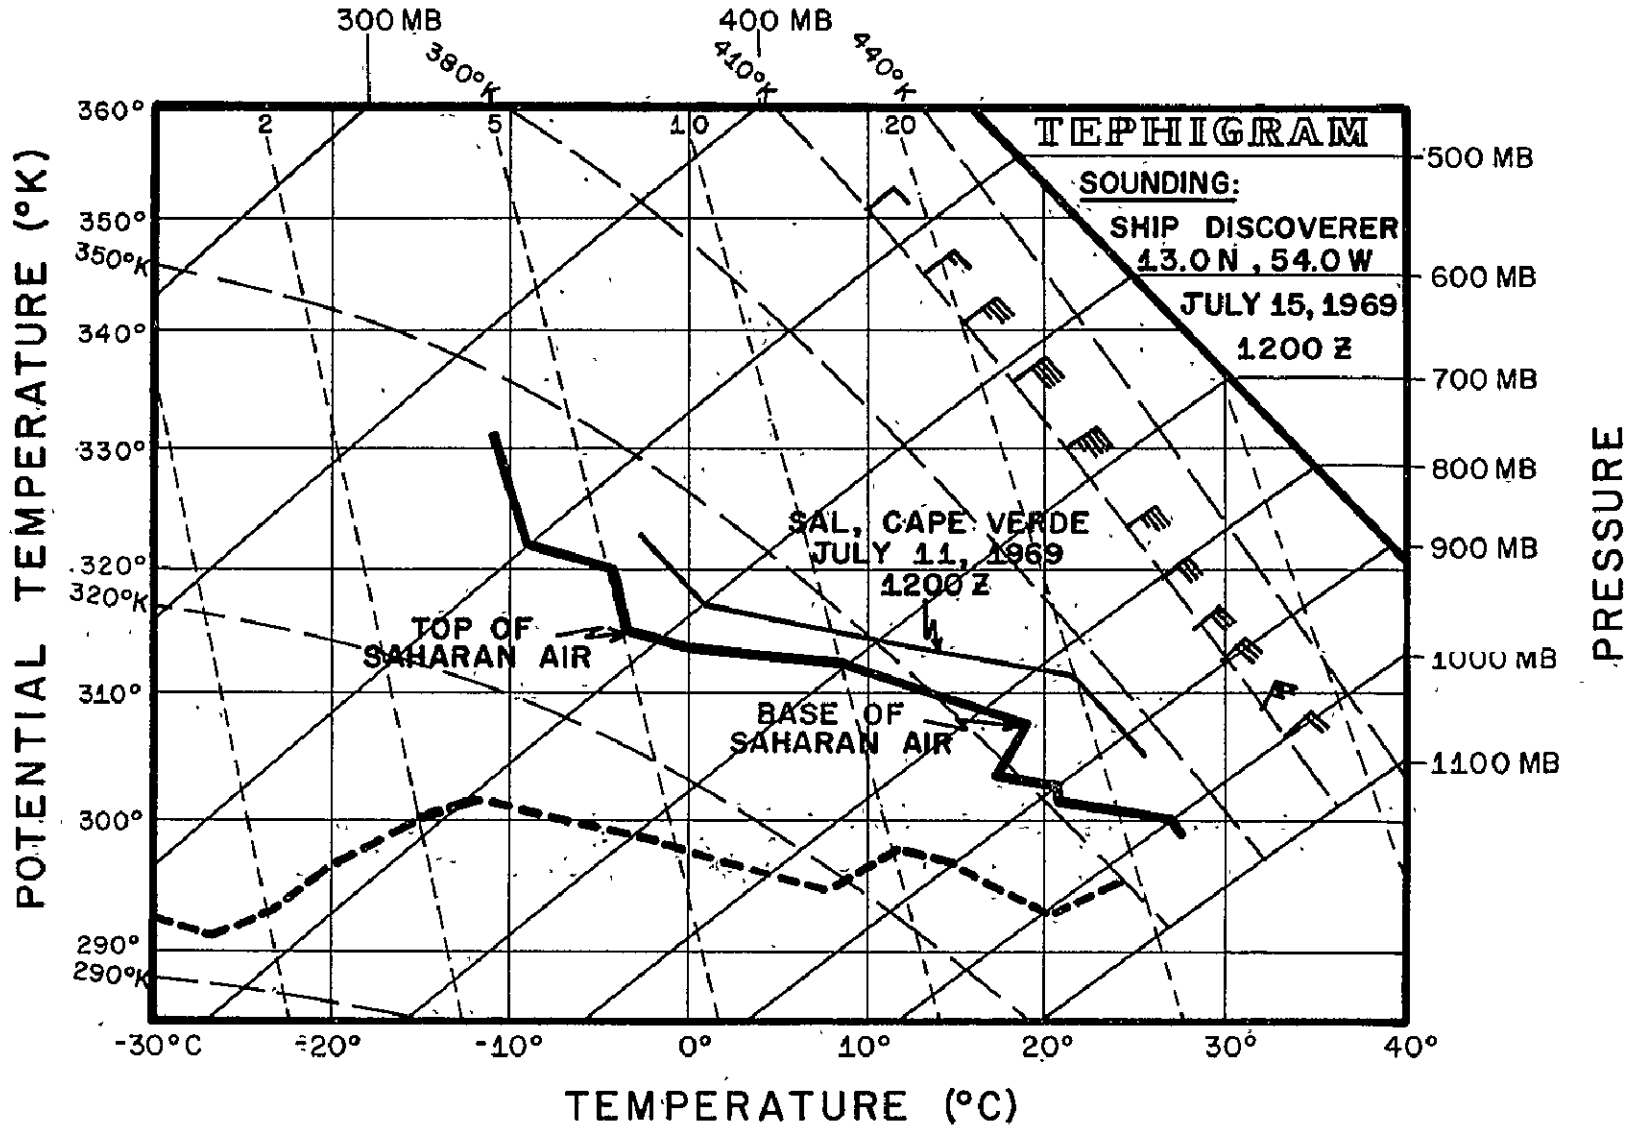 300 MB 400 MB
380°K 410°K 440°K
360° 2 5 10 20 TEPHIGRAM
500 MB
SOUNDING:
350° SHIP DISCOVERER
350°K 13.0 N , 54.0 W 600 MB
JULY 15, 1969
340° 1200 Z
700 MB
330°
800 MB
SAL, CAPE VERDE
JULY 11, 1969 900 MB
320° 1200 Z
320°K
TOP OF
SAHARAN AIR 1000 MB
310°
BASE OF
SAHARAN AIR
1100 MB
300°
290°
290°K
-30°C -20° -10° 0° 10° 20° 30° 40°
TEMPERATURE (°C)
POTENTIAL TEMPERATURE (°K)
PRESSURE